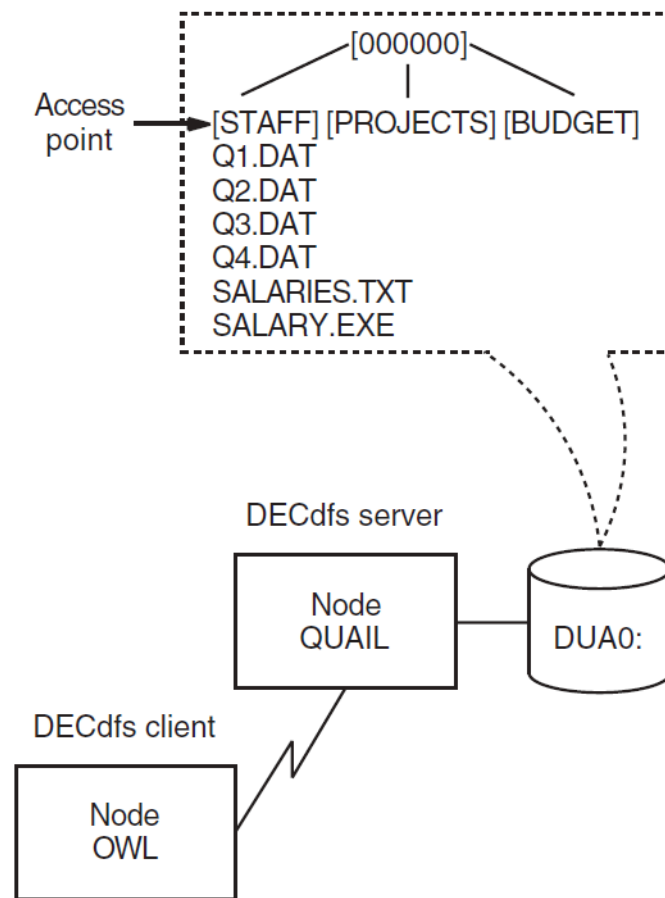 [000000]
Access
point
[STAFF] [PROJECTS] [BUDGET]
Q1.DAT
Q2.DAT
Q3.DAT
Q4.DAT
SALARIES.TXT
SALARY.EXE
DECdfs server
Node
QUAIL
DUA0:
DECdfs client
Node
OWL